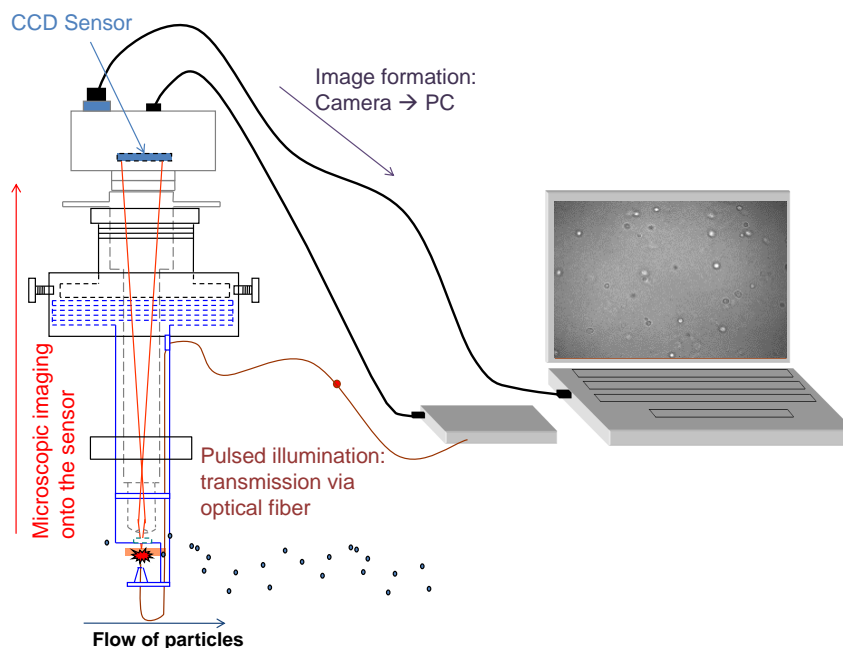 CCD Sensor
Image formation:
Camera → PC
Microscopic imaging
onto the sensor
Pulsed illumination:
transmission via
optical fiber
Flow of particles